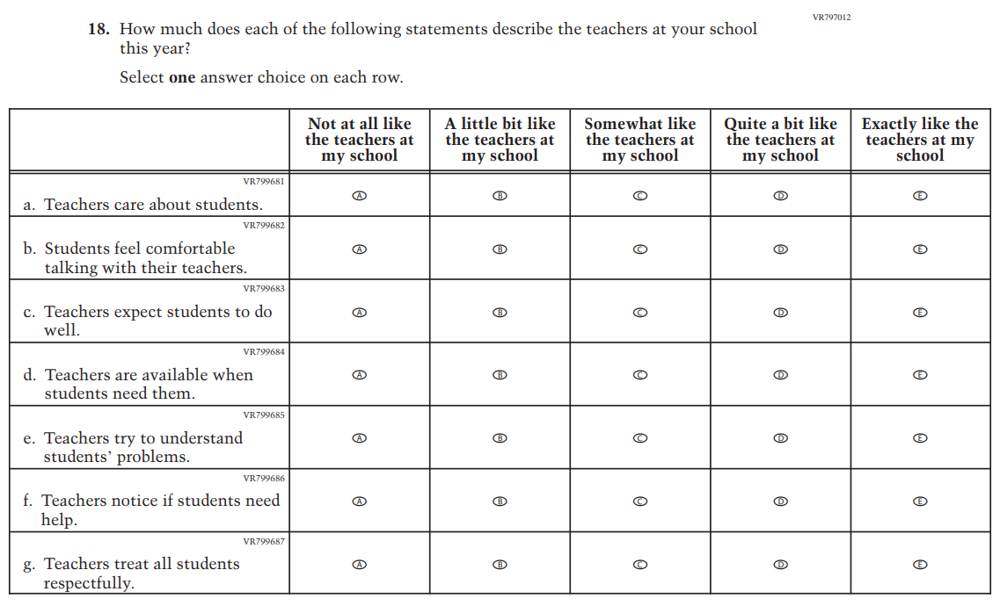 VR797012
18. How much does each of the following statements describe the teachers at your school
this year?
Select one answer choice on each row.
Not at all like
the teachers at
my school
A little bit like
the teachers at
my school
Somewhat like
the teachers at
my school
Quite a bit like
the teachers at
my school
Exactly like the
teachers at my
school
VR799681
a. Teachers care about students.
A B C D E
VR799682
b. Students feel comfortable
talking with their teachers.
A B C D E
VR799683
c. Teachers expect students to do
well.
A B C D E
VR799684
d. Teachers are available when
students need them.
A B C D E
VR799685
e. Teachers try to understand
students’ problems.
A B C D E
VR799686
f. Teachers notice if students need
help.
A B C D E
VR799687
g. Teachers treat all students
respectfully.
A B C D E